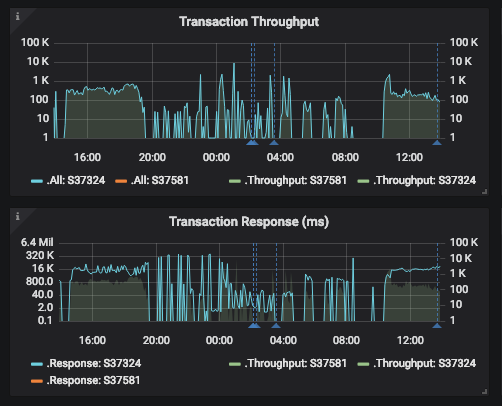 i
Transaction Throughput
100 K 100 K
10 K 10 K
1 K 1 K
100 100
10 10
1 1
16:00 20:00 00:00 04:00 08:00 12:00
.All: S37324 .All: S37581 .Throughput: S37581 .Throughput: S37324
i
Transaction Response (ms)
6.4 Mil 100 K
320 K 10 K
16 K 1 K
800.0 100
40.0 10
2.0
0.1 1
16:00 20:00 00:00 04:00 08:00 12:00
.Response: S37324 .Throughput: S37581 .Throughput: S37324
.Response: S37581